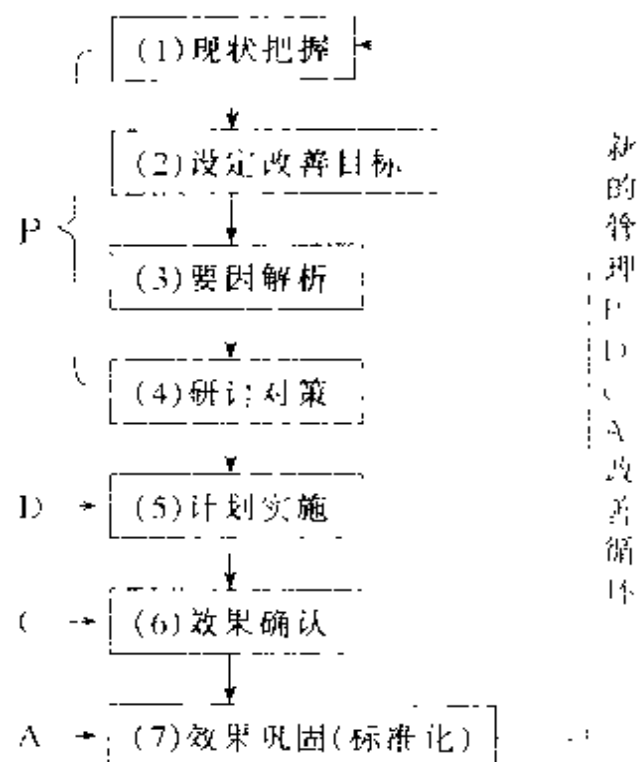 (1)现状把握
(2)设定改善目标
P
(3)要因解析
(4)研讨对策
D
(5)计划实施
(6)效果确认
A
(7)效果巩固(标准化)
新的管理PDCA改善循环